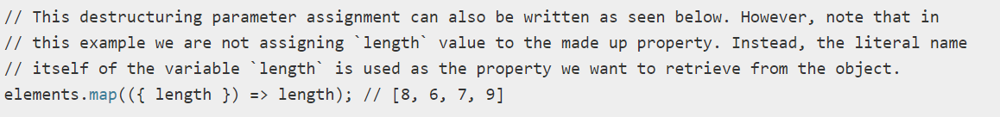 // This destructuring parameter assignment can also be written as seen below. However, note that in
// this example we are not assigning `length` value to the made up property. Instead, the literal name
// itself of the variable `length` is used as the property we want to retrieve from the object.
elements.map(({ length }) => length); // [8, 6, 7, 9]